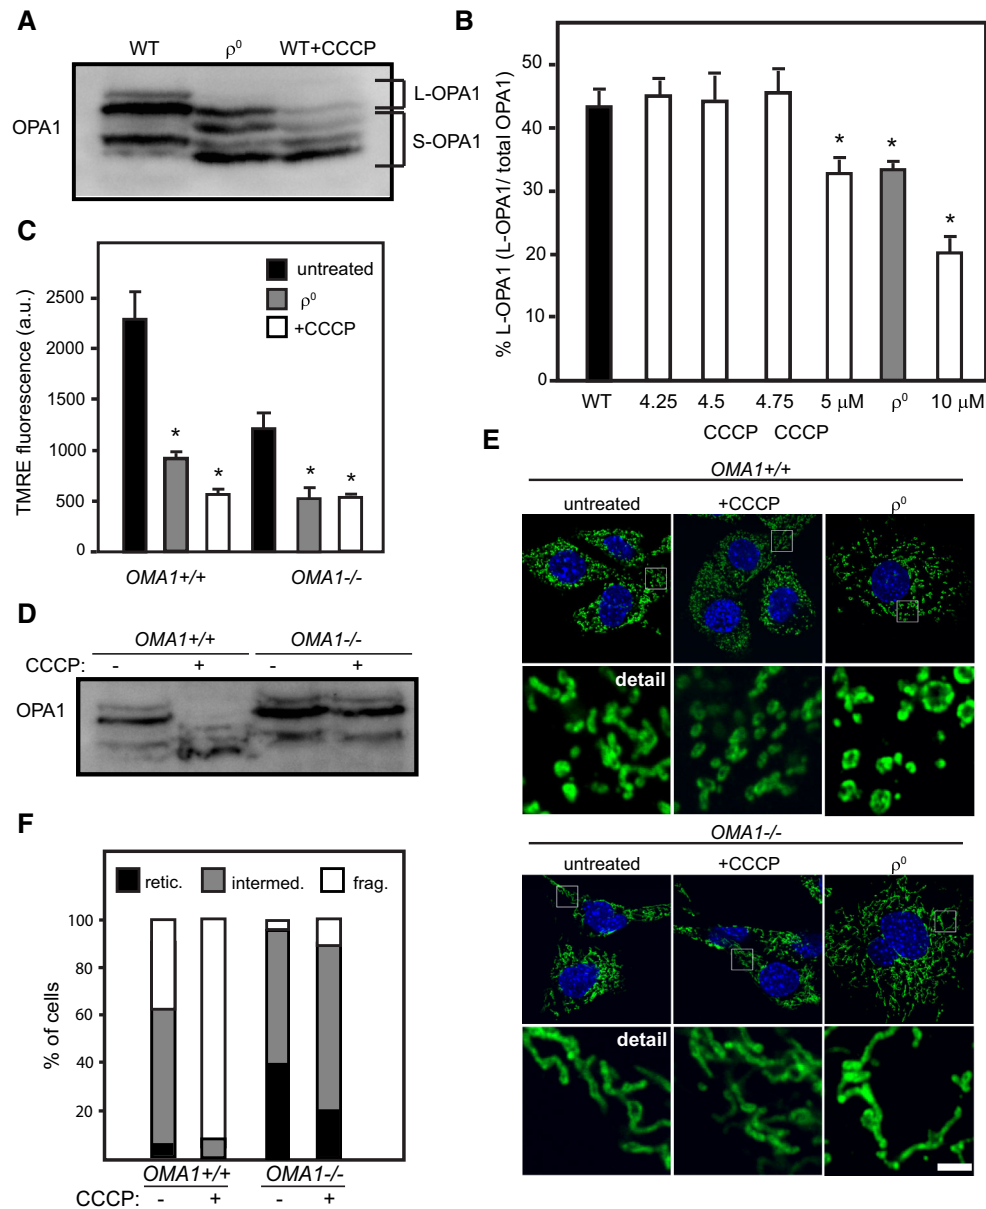 A
WT ρ⁰ WT+CCCP
OPA1
L-OPA1
S-OPA1
B
% L-OPA1 (L-OPA1/ total OPA1)
50
40
30
20
10
0
* * *
WT 4.25 4.5 4.75 5 μM ρ⁰ 10 μM
CCCP CCCP
C
TMRE fluorescence (a.u.)
2500
2000
1500
1000
500
0
untreated
ρ⁰
+CCCP
* * * *
OMA1+/+ OMA1-/-
D
OMA1+/+ OMA1-/-
CCCP: - + - +
OPA1
E
OMA1+/+
untreated +CCCP ρ⁰
detail
OMA1-/-
untreated +CCCP ρ⁰
detail
F
retic. intermed. frag.
% of cells
100
80
60
40
20
OMA1+/+ OMA1-/-
CCCP: - + - +